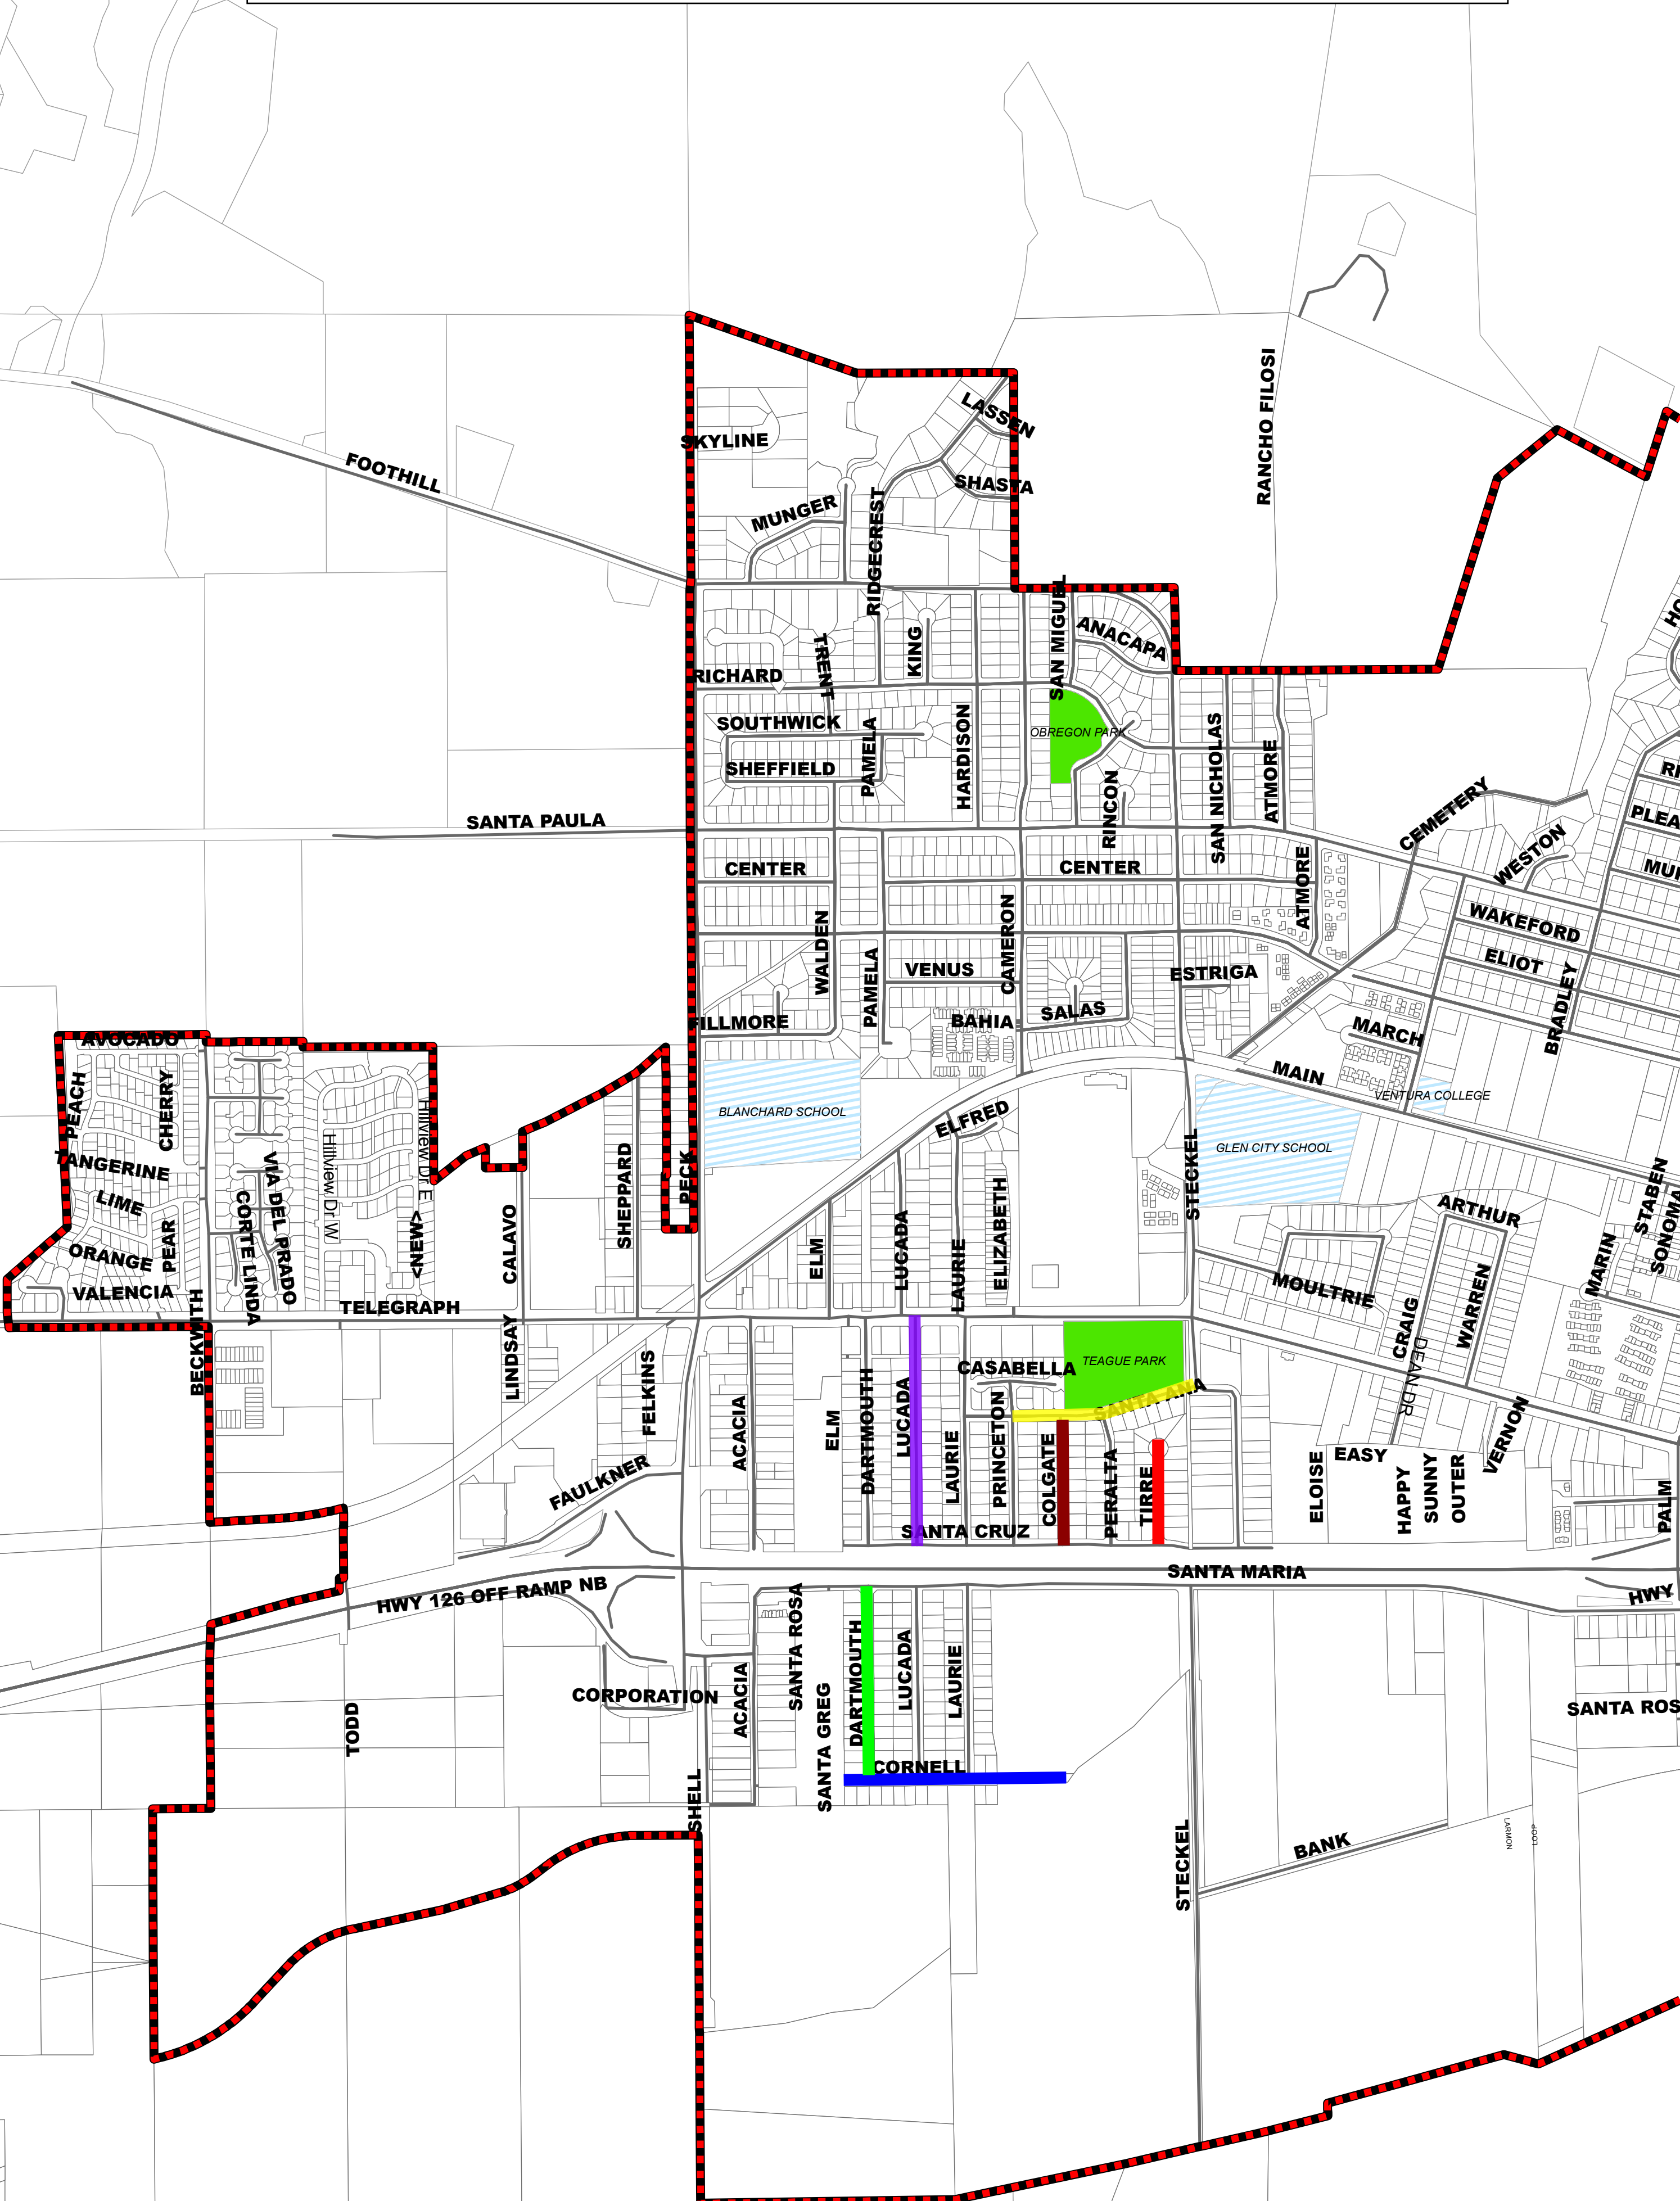 RANCHO FILOSI
LASSEN
SKYLINE
FOOTHILL
SHASTA
MUNGER
RIDGECREST
SAN MIGUEL
ANACAPA
KING
TRENT
RICHARD
SOUTHWICK
PAMELA
HARDISON
OBREGON PARK
SAN NICHOLAS
ATMORE
SHEFFIELD
RINCON
CEMETERY
SANTA PAULA
WESTON
CENTER
CENTER
ATMORE
WALDEN
CAMERON
WAKEFORD
ELIOT
BRADLEY
VENUS
PAMELA
ESTRIGA
FILLMORE
BAHIA
SALAS
MARCH
AVOCADO
MAIN
VENTURA COLLEGE
PEACH
CHERRY
BLANCHARD SCHOOL
ELFRED
GLEN CITY SCHOOL
Hillview Dr W
Hillview Dr E
TANGERINE
LIME
VIA DEL PRADO
CORTE LINDA
SHEPPARD
PECK
STECKEL
STABEN
SONOMA
ARTHUR
ORANGE
PEAR
<NEW>
CALAVO
ELM
LUCADA
LAURIE
ELIZABETH
MOULTRIE
MARIN
VALENCIA
TELEGRAPH
WARREN
CRAIG
DEAN DR
BECKWITH
LINDSAY
FELKINS
CASABELLA
TEAGUE PARK
SANTA ANA
ACACIA
ELM
DARTMOUTH
LUCADA
LAURIE
PRINCETON
COLGATE
PERALTA
TIRRE
ELOISE
EASY
HAPPY
SUNNY
OUTER
VERNON
PALM
FAULKNER
SANTA CRUZ
SANTA MARIA
HWY 126 OFF RAMP NB
HWY
SANTA ROSA
DARTMOUTH
LUCADA
LAURIE
CORPORATION
ACACIA
SANTA GREG
TODD
SANTA ROS
CORNELL
SHELL
STECKEL
BANK
LARMON
LOOP